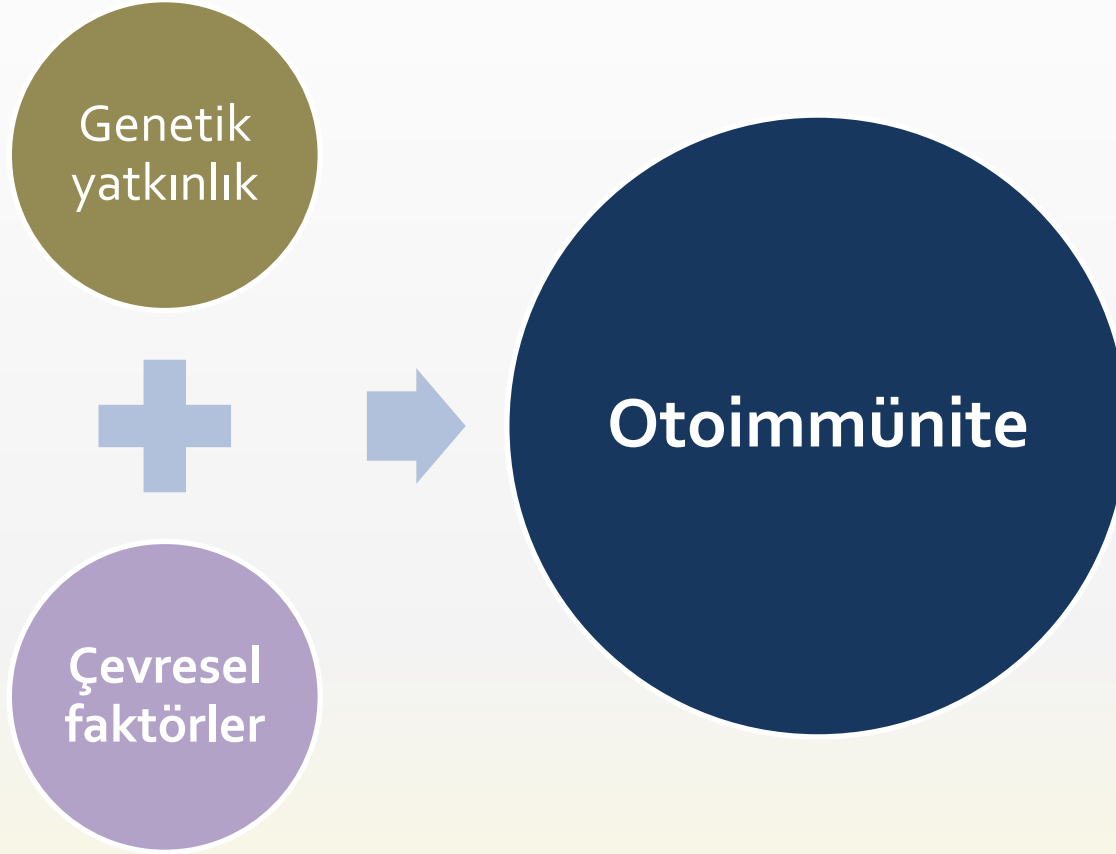 Genetik
yatkınlık
Çevresel
faktörler
Otoimmünite